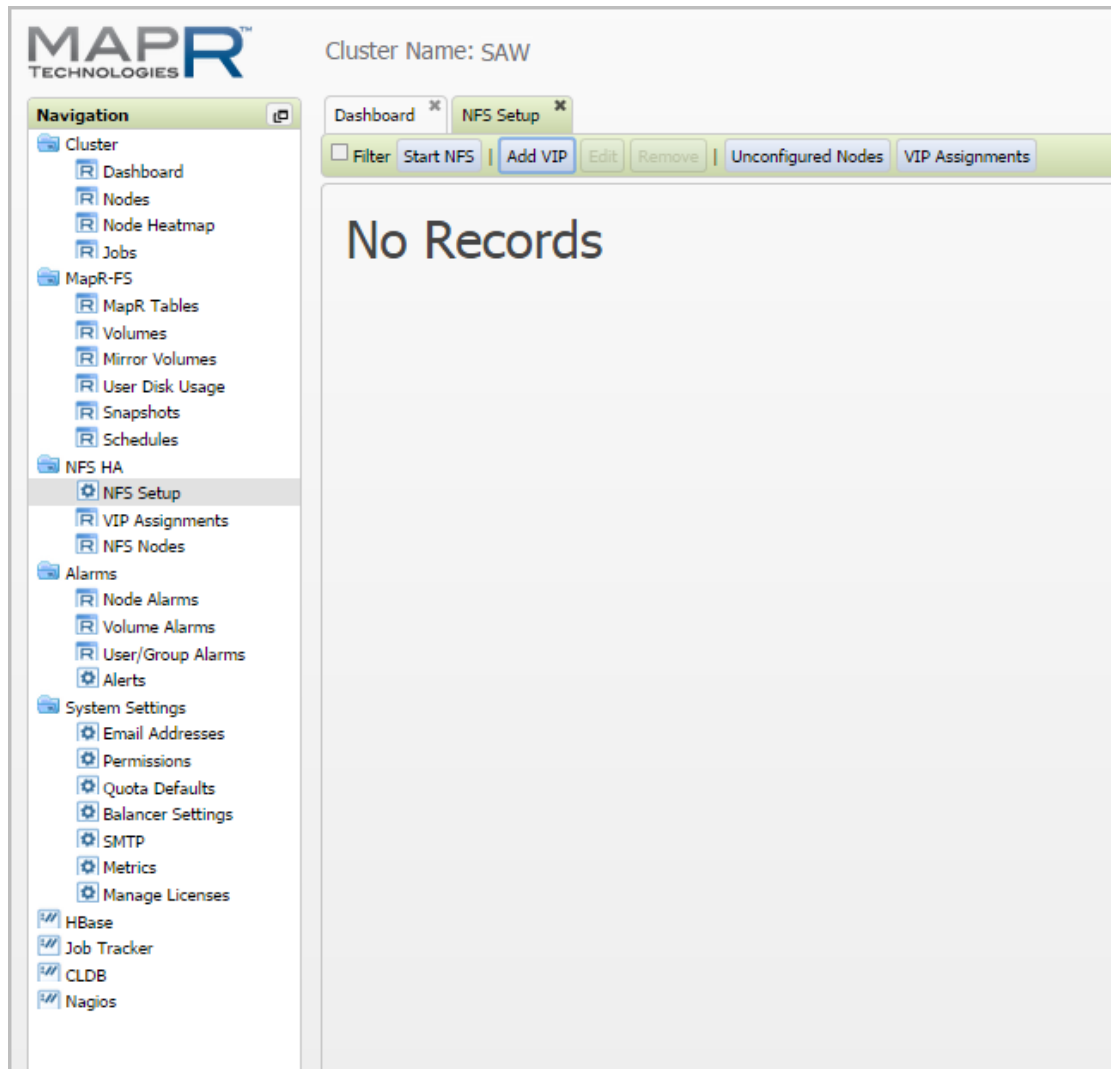 MAPR™
TECHNOLOGIES
Cluster Name: SAW
Navigation
Cluster
Dashboard
Nodes
Node Heatmap
Jobs
MapR-FS
MapR Tables
Volumes
Mirror Volumes
User Disk Usage
Snapshots
Schedules
NFS HA
NFS Setup
VIP Assignments
NFS Nodes
Alarms
Node Alarms
Volume Alarms
User/Group Alarms
Alerts
System Settings
Email Addresses
Permissions
Quota Defaults
Balancer Settings
SMTP
Metrics
Manage Licenses
HBase
Job Tracker
CLDB
Nagios
Dashboard NFS Setup
Filter Start NFS | Add VIP Edit Remove | Unconfigured Nodes VIP Assignments
No Records